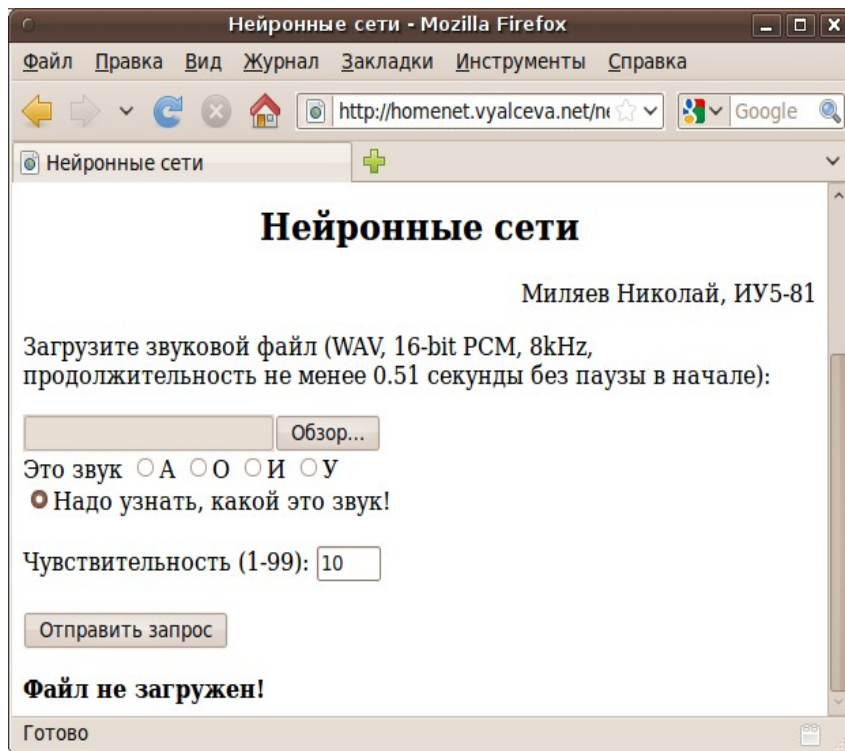 Нейронные сети - Mozilla Firefox
Файл Правка Вид Журнал Закладки Инструменты Справка
http://homenet.vyalceva.net/ne Google
Нейронные сети
Нейронные сети
Миляев Николай, ИУ5-81
Загрузите звуковой файл (WAV, 16-bit PCM, 8kHz,
продолжительность не менее 0.51 секунды без паузы в начале):
Обзор...
Это звук А О И У
Надо узнать, какой это звук!
Чувствительность (1-99): 10
Отправить запрос
Файл не загружен!
Готово